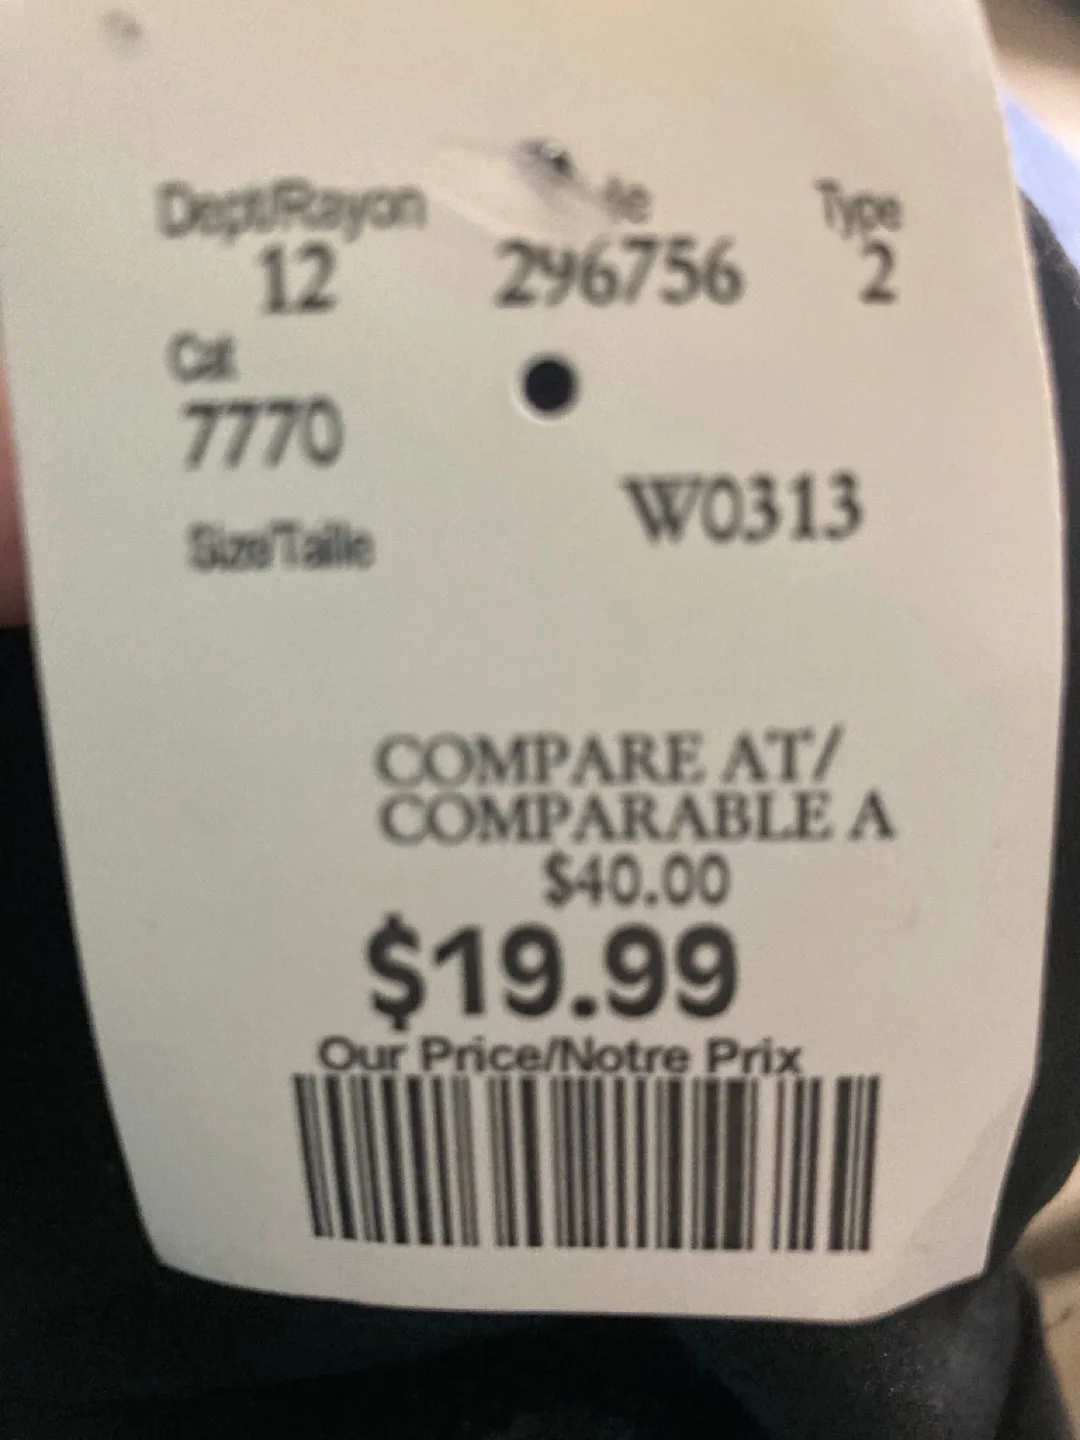 Dept/Rayon Type
12 296756 2
Cat
7770
W0313
Size/Taille
COMPARE AT/
COMPARABLE A
$40.00
$19.99
Our Price/Notre Prix